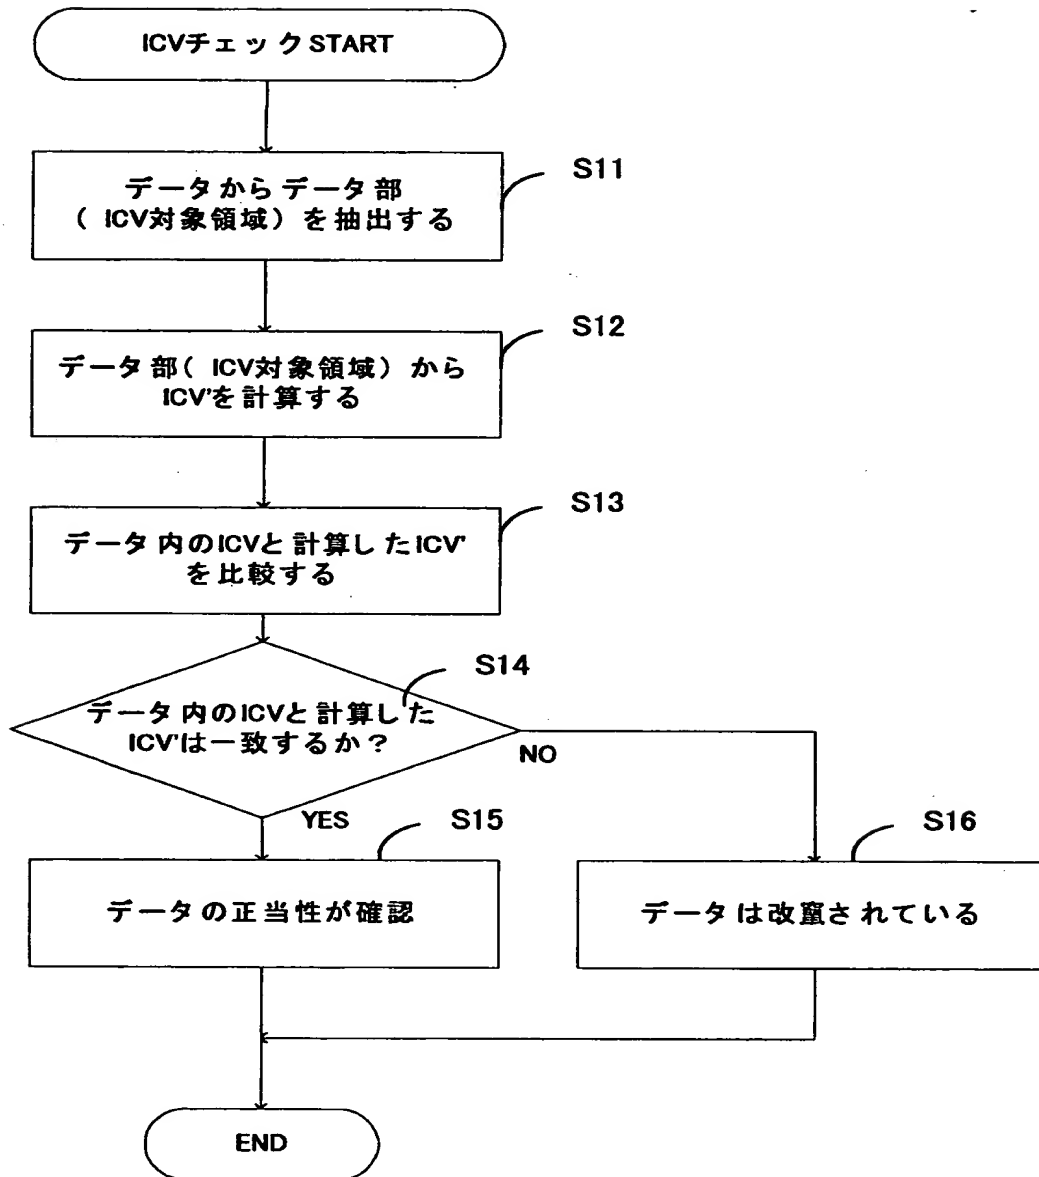 ICVチェックSTART
S11
データからデータ部
(ICV対象領域)を抽出する
S12
データ部(ICV対象領域)から
ICV'を計算する
S13
データ内のICVと計算したICV'
を比較する
S14
データ内のICVと計算した
ICV'は一致するか?
NO
YES
S15
S16
データの正当性が確認
データは改竄されている
END